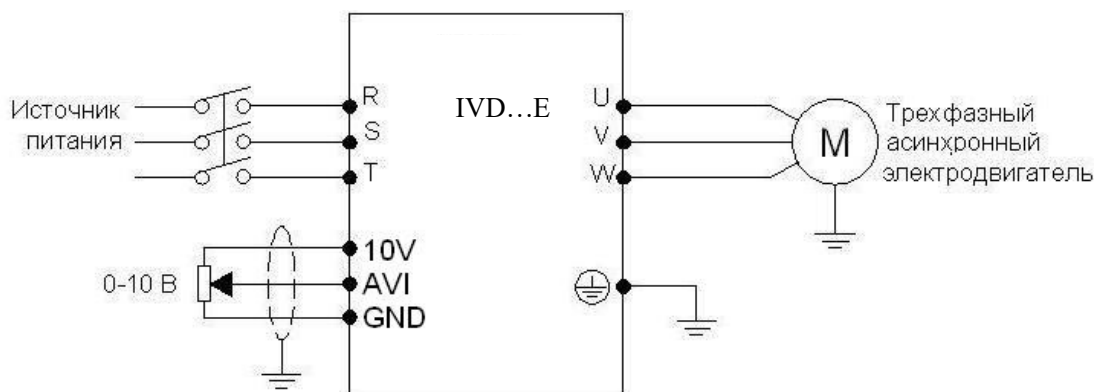 Источник
питания
R
S
T
IVD...E
U
V
W
M
Трехфазный
асинхронный
электродвигатель
0-10 В
10V
AVI
GND